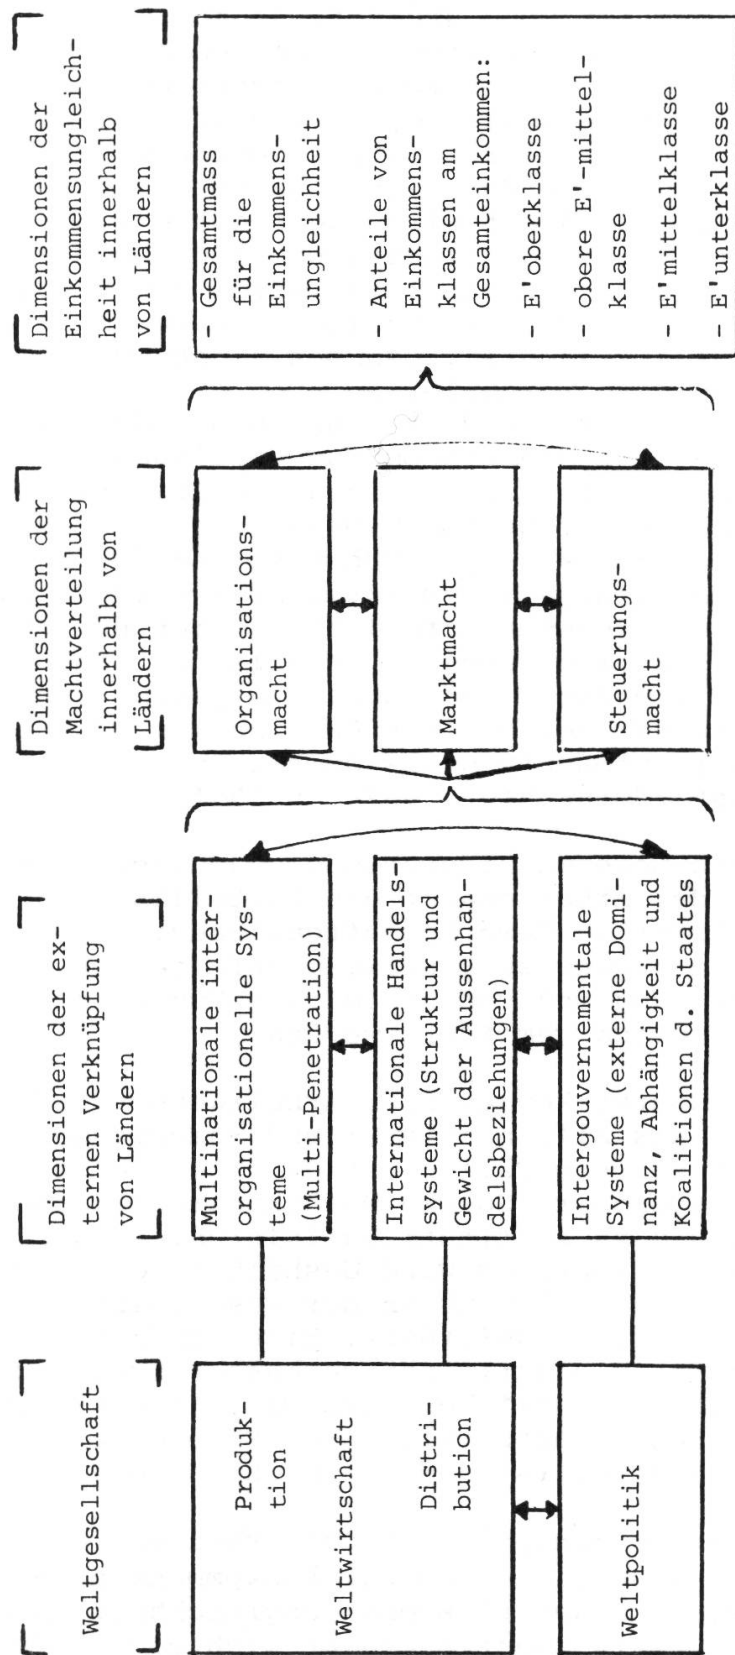 Weltgesellschaft
Produk-
tion
Weltwirtschaft
Distri-
bution
Weltpolitik
Dimensionen der ex-
ternen Verknüpfung
von Ländern
Multinationale inter-
organisationelle Sys-
teme
(Multi-Penetration)
Internationale Handels-
systeme (Struktur und
Gewicht der Aussenhan-
delsbeziehungen)
Intergouvernementale
Systeme (externe Domi-
nanz, Abhängigkeit und
Koalitionen d. Staates
Dimensionen der
Machtverteilung
innerhalb von
Ländern
Organisations-
macht
Marktmacht
Steuerungs-
macht
Dimensionen der
Einkommensungleich-
heit innerhalb
von Ländern
- Gesamtmass
für die
Einkommens-
ungleichheit
- Anteile von
Einkommens-
klassen am
Gesamteinkommen:
- E'oberklasse
- obere E'-mittel-
klasse
- E'mittelklasse
- E'unterklasse